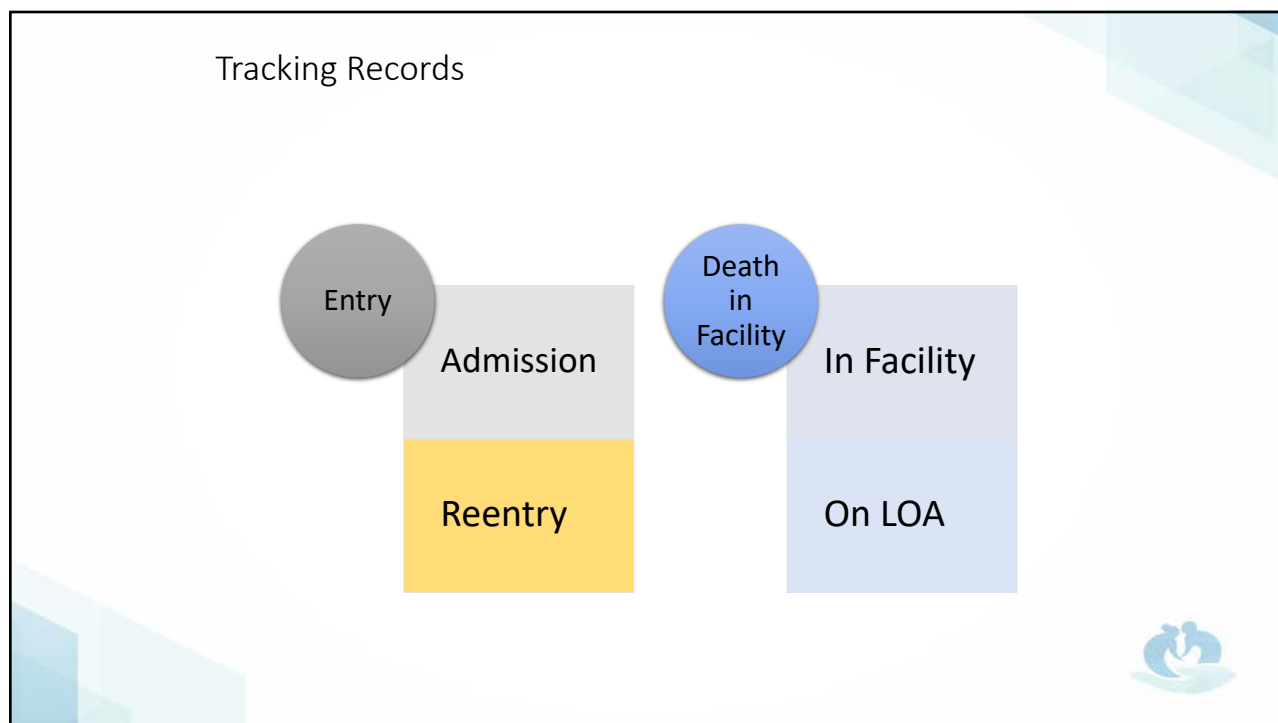 Tracking Records
Entry
Admission
Reentry
Death
in
Facility
In Facility
On LOA